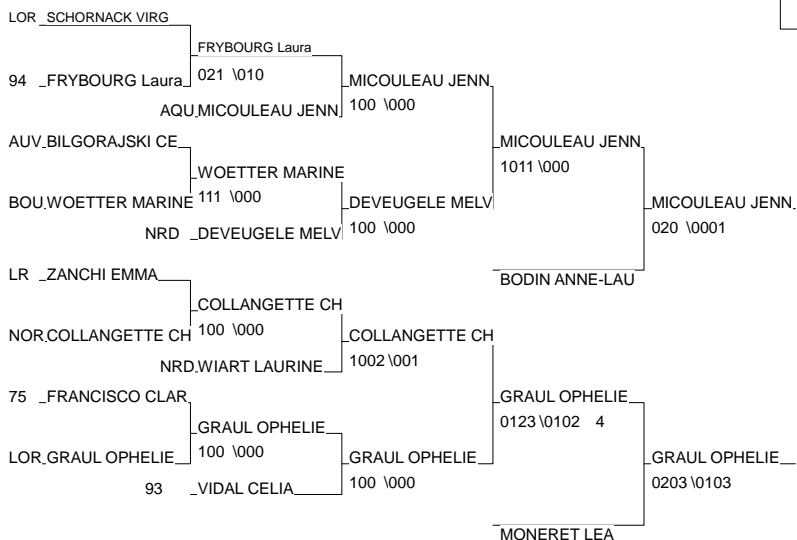 LOR SCHORNACK VIRG
FRYBOURG Laura
94 FRYBOURG Laura 021 \010 MICOULEAU JENN
AQU MICOULEAU JENN 100 \000
AUV BILGORAJSKI CE MICOULEAU JENN
WOETTER MARINE 1011 \000
BOU WOETTER MARINE 111 \000 DEVEUGELE MELV MICOULEAU JENN
NRD DEVEUGELE MELV 100 \000 020 \0001
LR ZANCHI EMMA BODIN ANNE-LAU
COLLANGETTE CH
NOR COLLANGETTE CH 100 \000 COLLANGETTE CH
NRD WIART LAURINE 1002 \001
75 FRANCISCO CLAR GRAUL OPHELIE
GRAUL OPHELIE 0123 \0102 4
LOR GRAUL OPHELIE 100 \000 GRAUL OPHELIE GRAUL OPHELIE
93 VIDAL CELIA 100 \000 0203 \0103
MONERET LEA